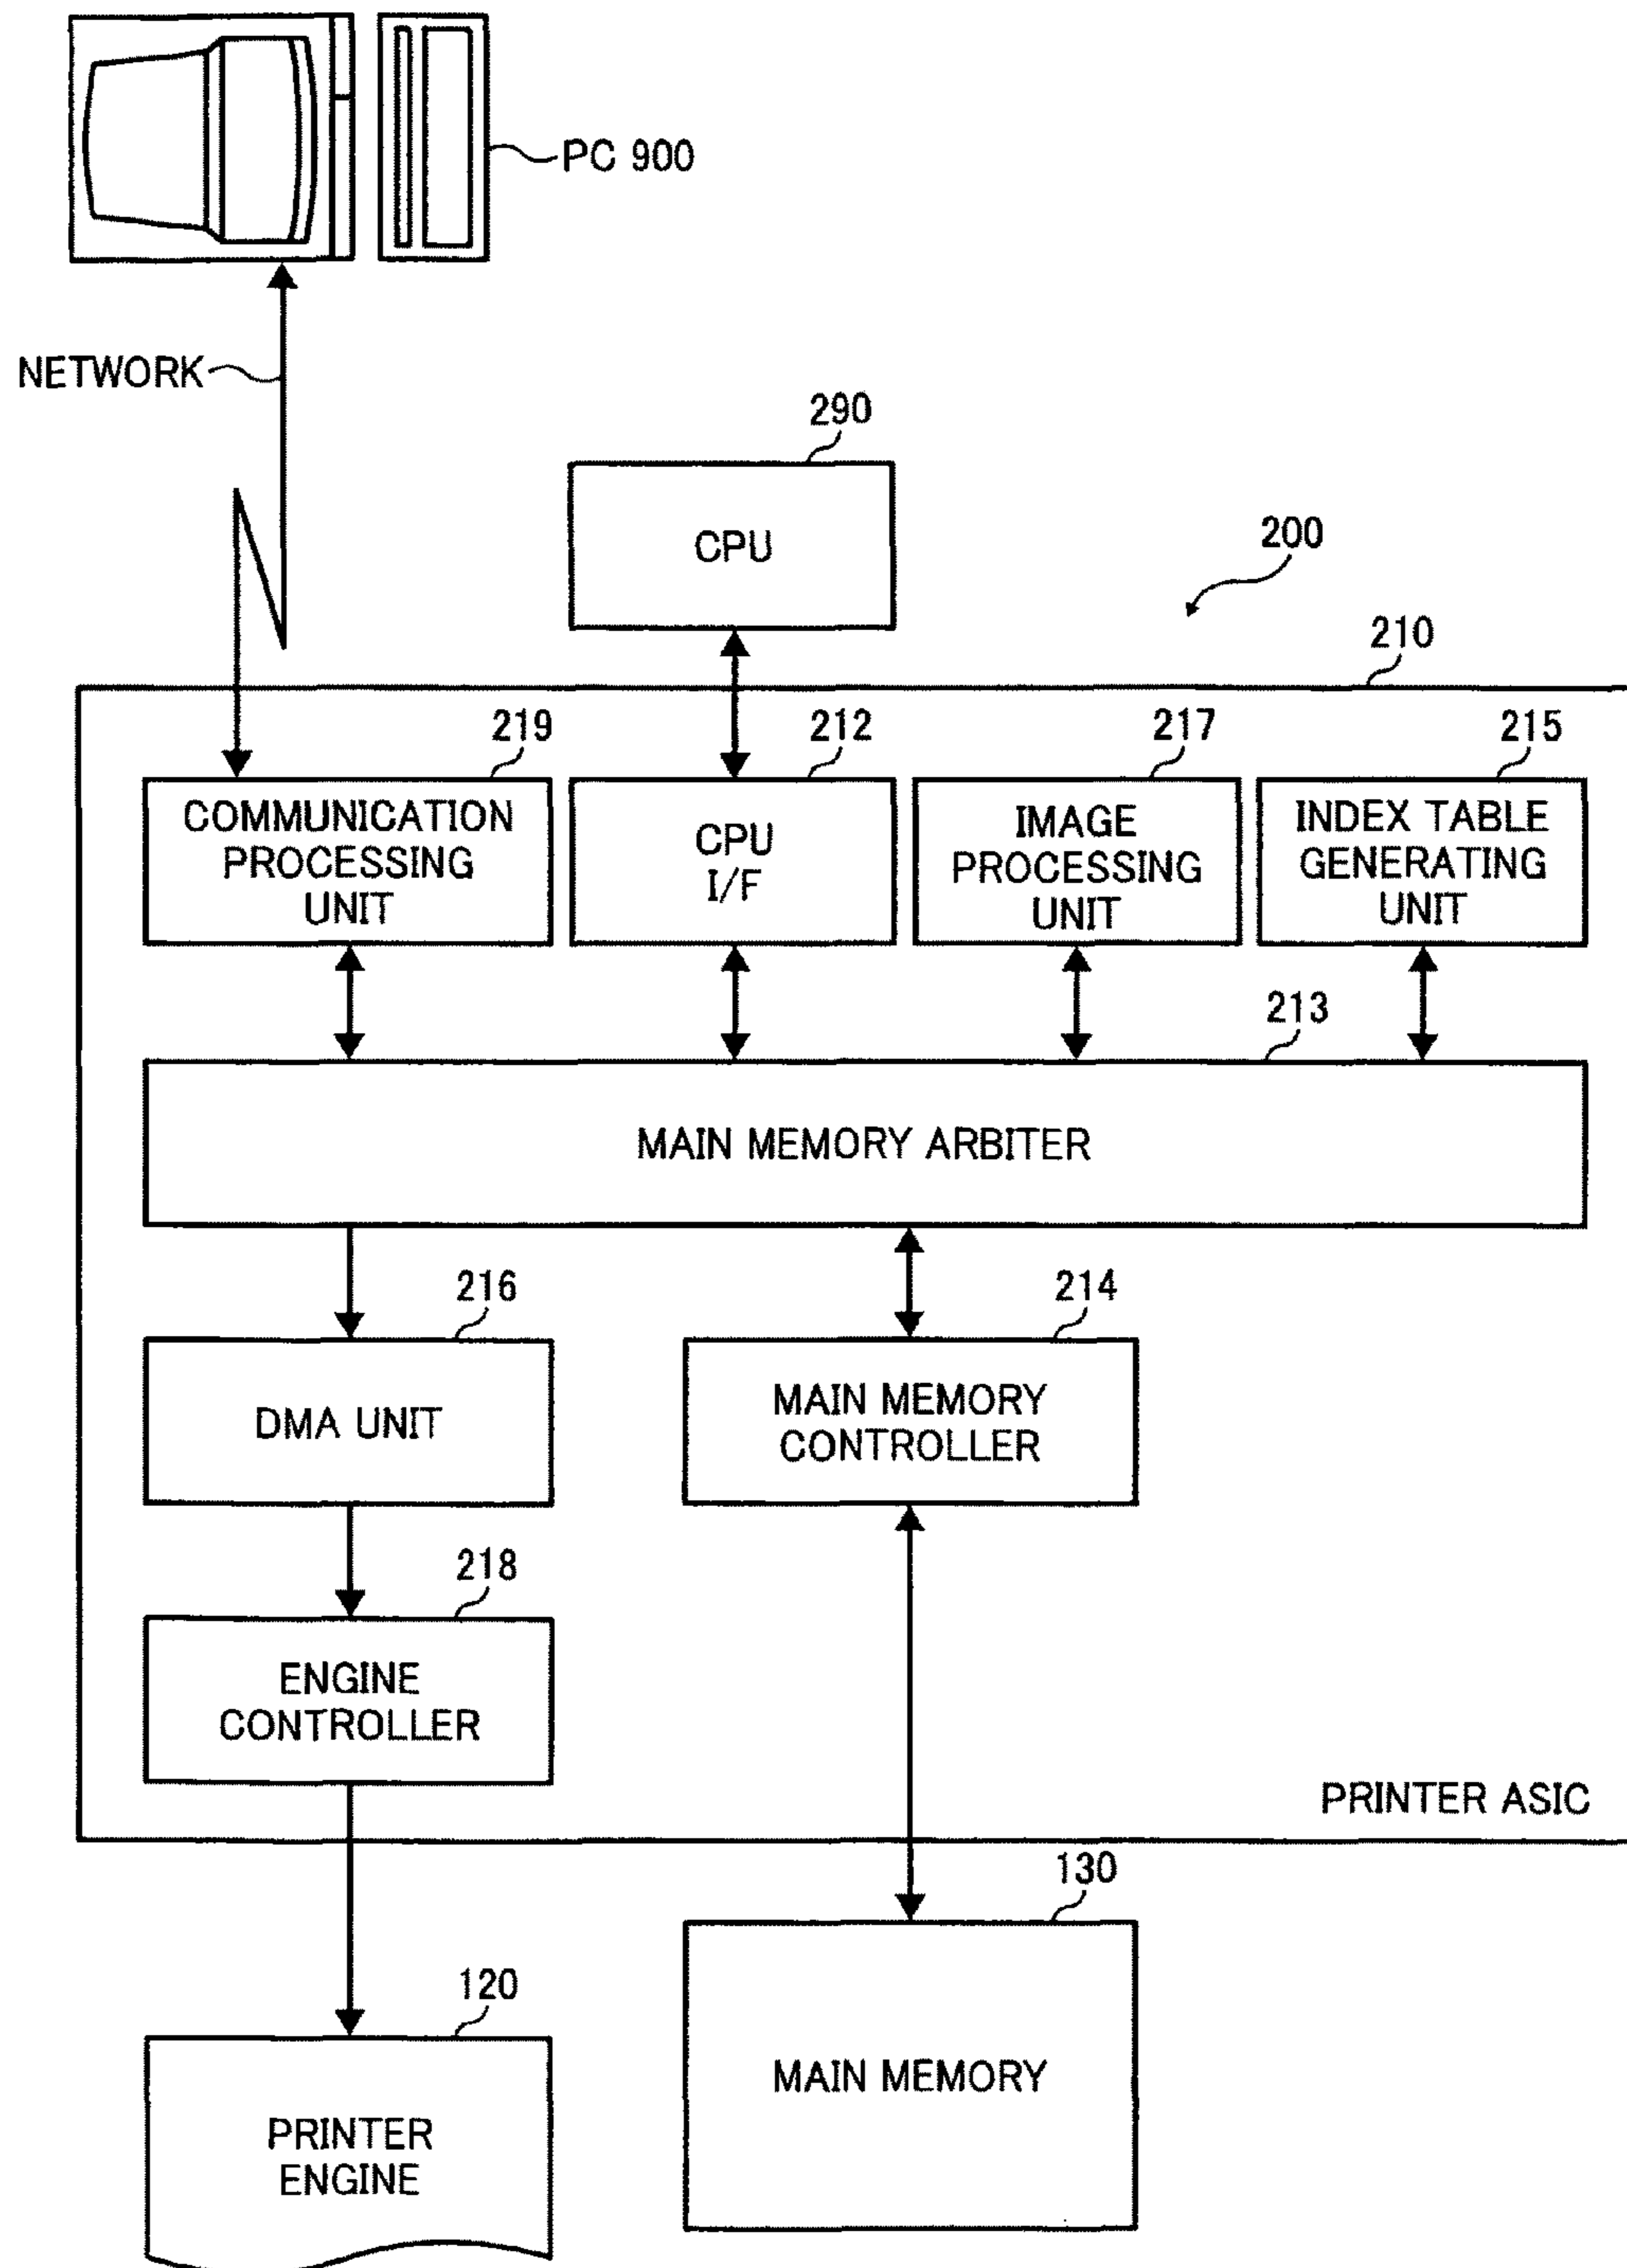 PC 900
NETWORK
290
CPU
200
210
219
212
217
215
COMMUNICATION
PROCESSING
UNIT
CPU
I/F
IMAGE
PROCESSING
UNIT
INDEX TABLE
GENERATING
UNIT
213
MAIN MEMORY ARBITER
216
214
DMA UNIT
MAIN MEMORY
CONTROLLER
218
ENGINE
CONTROLLER
PRINTER ASIC
130
120
MAIN MEMORY
PRINTER
ENGINE